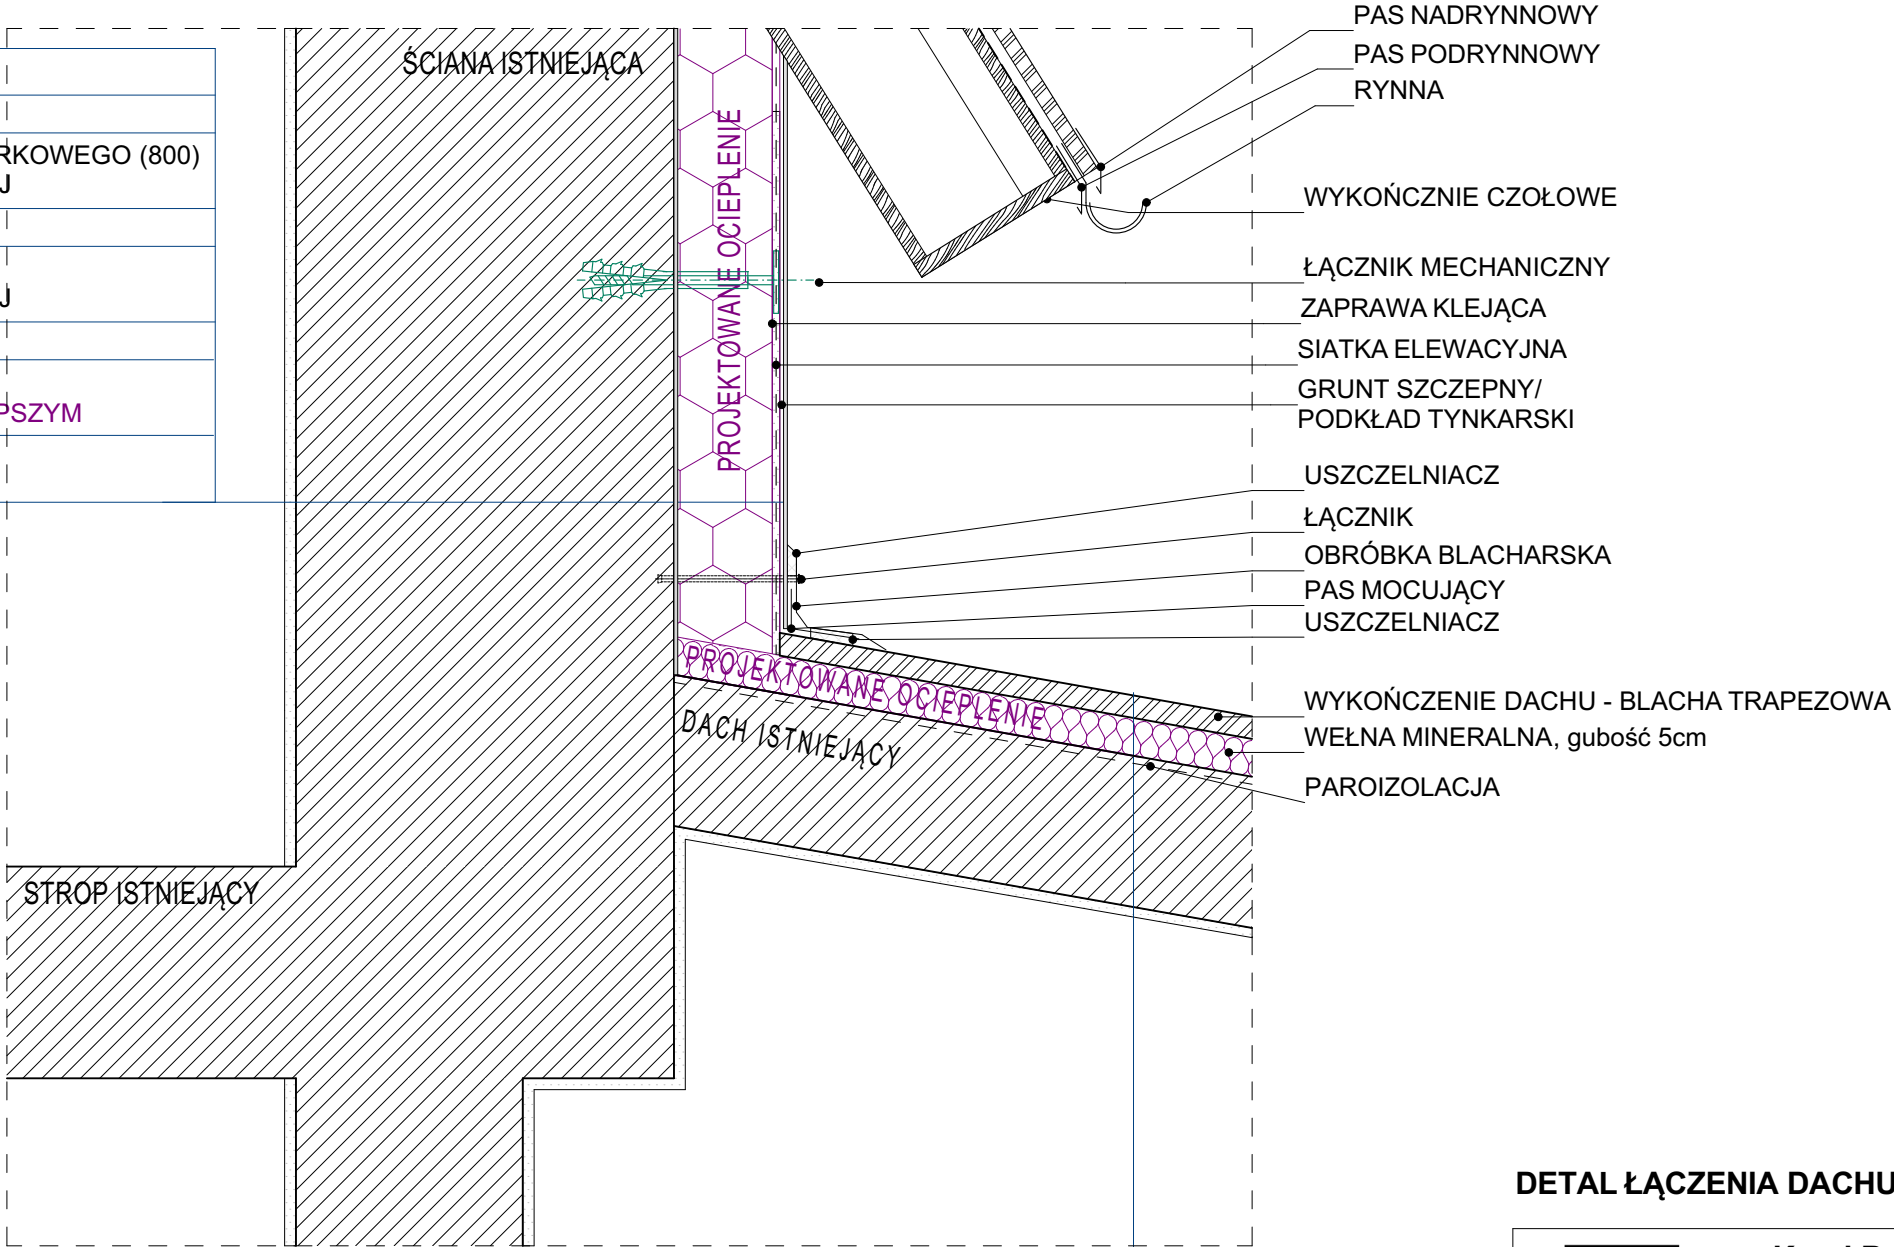 PAS NADRYNNOWY
PAS PODRYNNOWY
RYNNA
ŚCIANA ISTNIEJĄCA
RKOWEGO (800)
J
J
PSZYM
PROJEKTOWANE OCIEPLENIE
WYKOŃCZNIE CZOŁOWE
ŁĄCZNIK MECHANICZNY
ZAPRAWA KLEJĄCA
SIATKA ELEWACYJNA
GRUNT SZCZEPNY/
PODKŁAD TYNKARSKI
USZCZELNIACZ
ŁĄCZNIK
OBRÓBKA BLACHARSKA
PAS MOCUJĄCY
USZCZELNIACZ
PROJEKTOWANE OCIEPLENIE
DACH ISTNIEJĄCY
WYKOŃCZENIE DACHU - BLACHA TRAPEZOWA
WEŁNA MINERALNA, gubość 5cm
PAROIZOLACJA
STROP ISTNIEJĄCY
DETAL ŁĄCZENIA DACHU